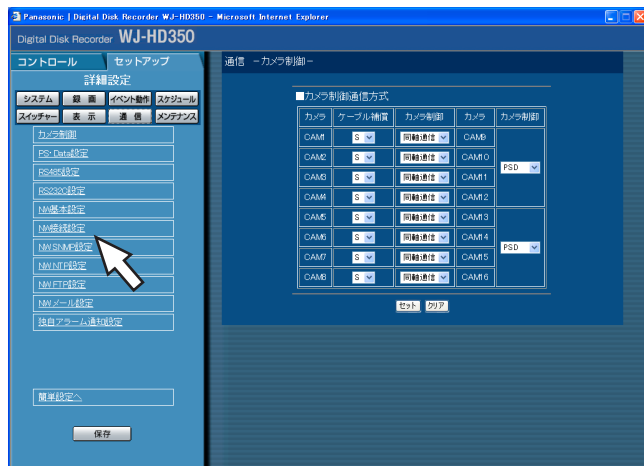 Panasonic | Digital Disk Recorder WJ-HD350 - Microsoft Internet Explorer
Digital Disk Recorder WJ-HD350
コントロール セットアップ
詳細設定
システム 録 画 イベント動作 スケジュール
スイッチャー 表 示 通 信 メンテナンス
カメラ制御
PS・Data設定
RS485設定
RS232C設定
NW基本設定
NW接続設定
NW SNMP設定
NW NTP設定
NW FTP設定
NW メール設定
独自アラーム通知設定
簡単設定へ
保存
通信 －カメラ制御－
■カメラ制御通信方式
カメラ ケーブル補償 カメラ制御 カメラ カメラ制御
CAM1 S 同軸通信 CAM9
CAM2 S 同軸通信 CAM10
PSD
CAM3 S 同軸通信 CAM11
CAM4 S 同軸通信 CAM12
CAM5 S 同軸通信 CAM13
CAM6 S 同軸通信 CAM14
PSD
CAM7 S 同軸通信 CAM15
CAM8 S 同軸通信 CAM16
セット クリア